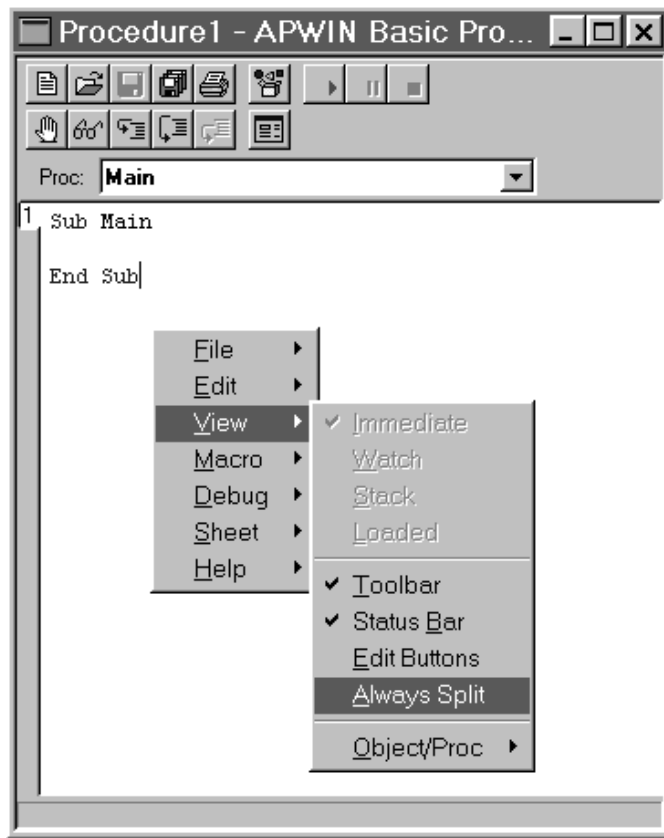 Procedure1 - APWIN Basic Pro...
Proc: Main
1
Sub Main
End Sub
File
Edit
View
Macro
Debug
Sheet
Help
Immediate
Watch
Stack
Loaded
Toolbar
Status Bar
Edit Buttons
Always Split
Object/Proc